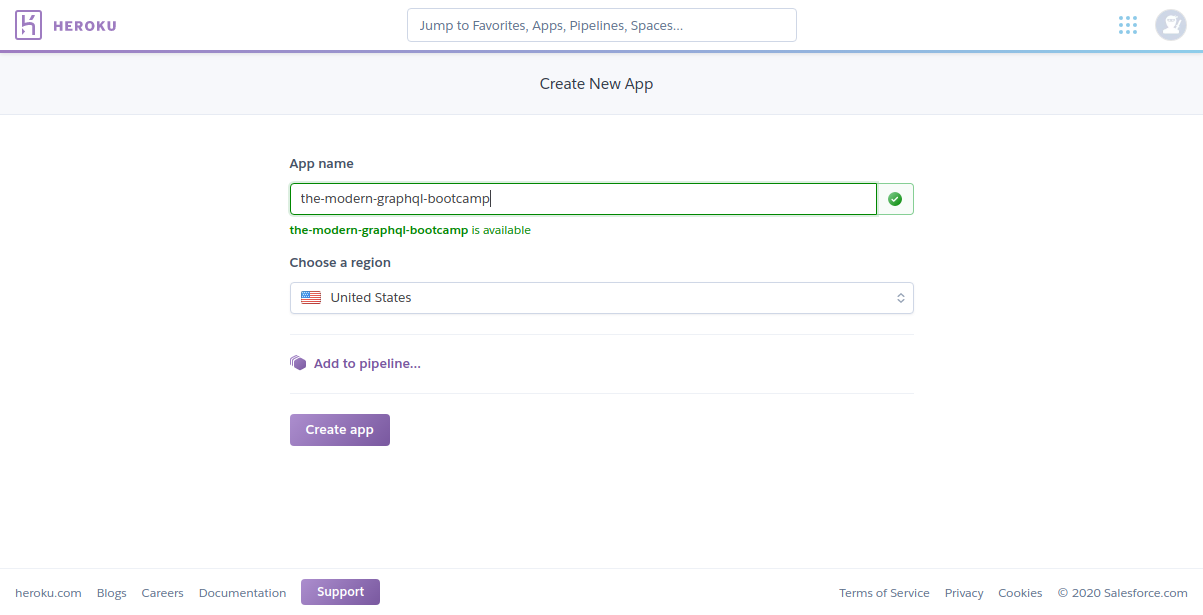 HEROKU
Jump to Favorites, Apps, Pipelines, Spaces...
Create New App
App name
the-modern-graphql-bootcamp
the-modern-graphql-bootcamp is available
Choose a region
United States
Add to pipeline...
Create app
heroku.com Blogs Careers Documentation Support Terms of Service Privacy Cookies © 2020 Salesforce.com